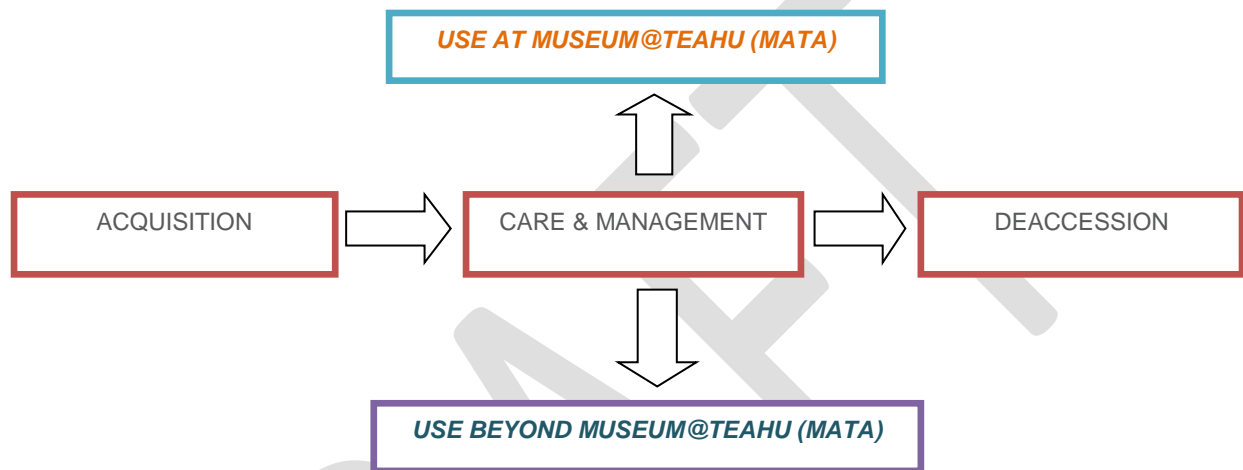 USE AT MUSEUM@TEAHU (MATA)
ACQUISITION
CARE & MANAGEMENT
DEACCESSION
USE BEYOND MUSEUM@TEAHU (MATA)